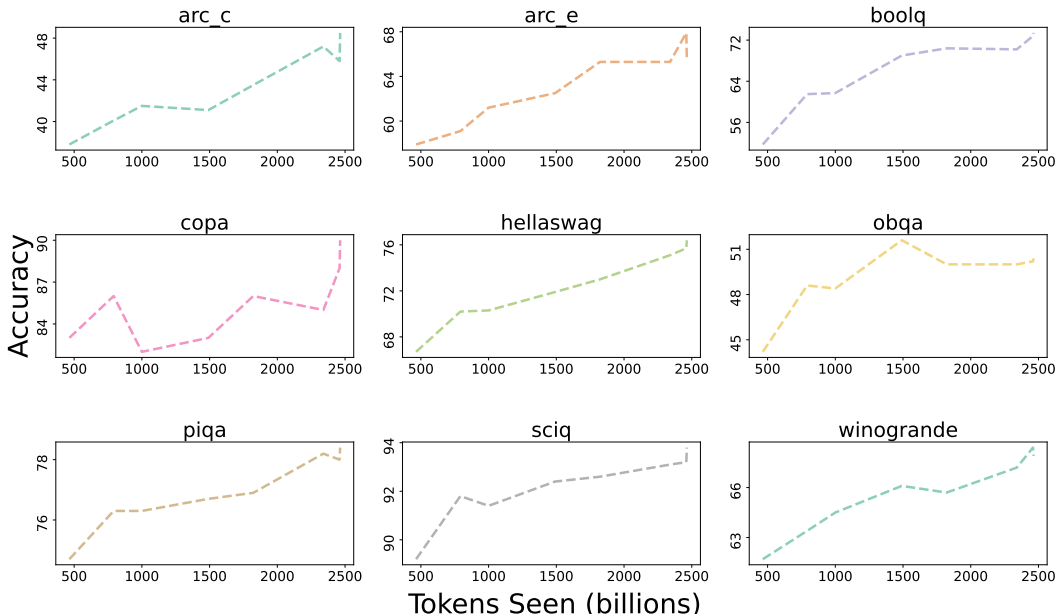 arc_c
48
44
40
500 1000 1500 2000 2500
arc_e
68
64
60
500 1000 1500 2000 2500
boolq
72
64
56
500 1000 1500 2000 2500
Accuracy
copa
90
87
84
500 1000 1500 2000 2500
hellaswag
76
72
68
500 1000 1500 2000 2500
obqa
51
48
45
500 1000 1500 2000 2500
piqa
78
76
500 1000 1500 2000 2500
sciq
94
92
90
500 1000 1500 2000 2500
winogrande
66
63
500 1000 1500 2000 2500
Tokens Seen (billions)